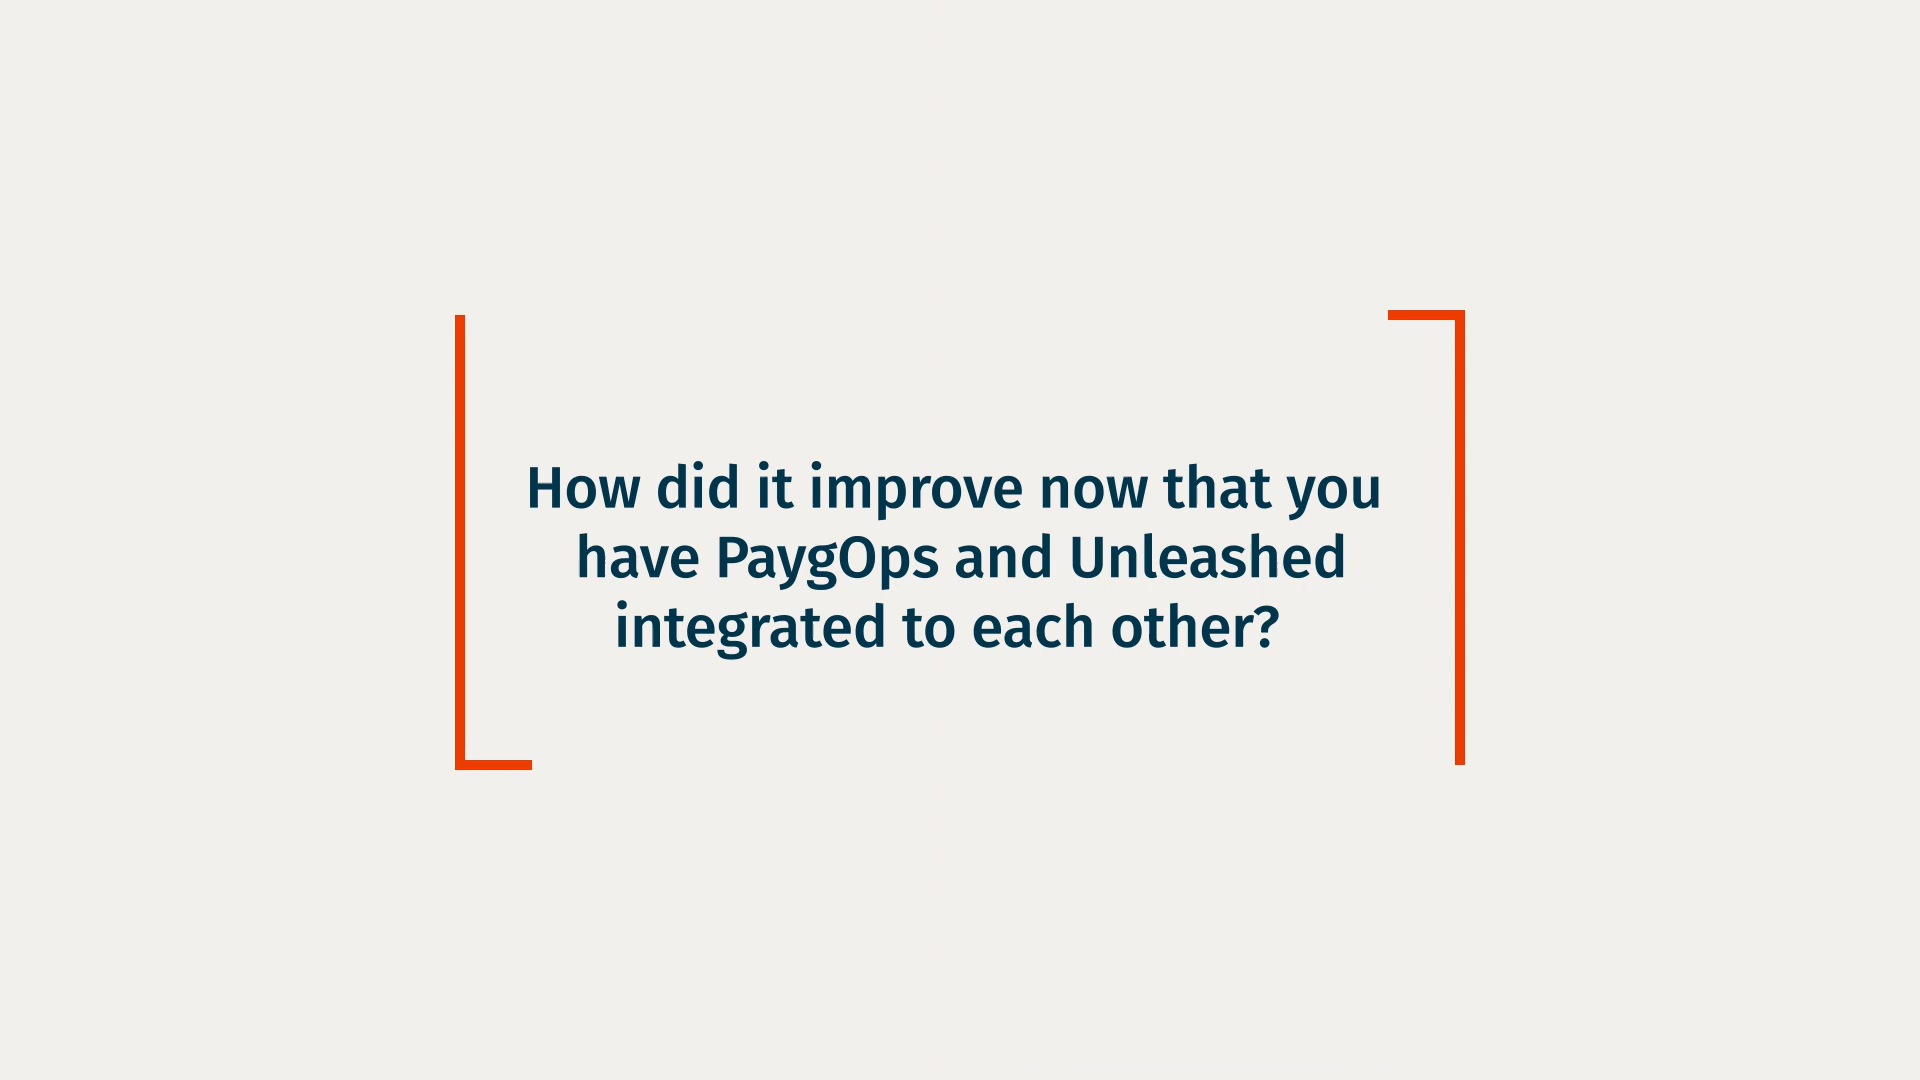 How did it improve now that you
have PaygOps and Unleashed
integrated to each other?